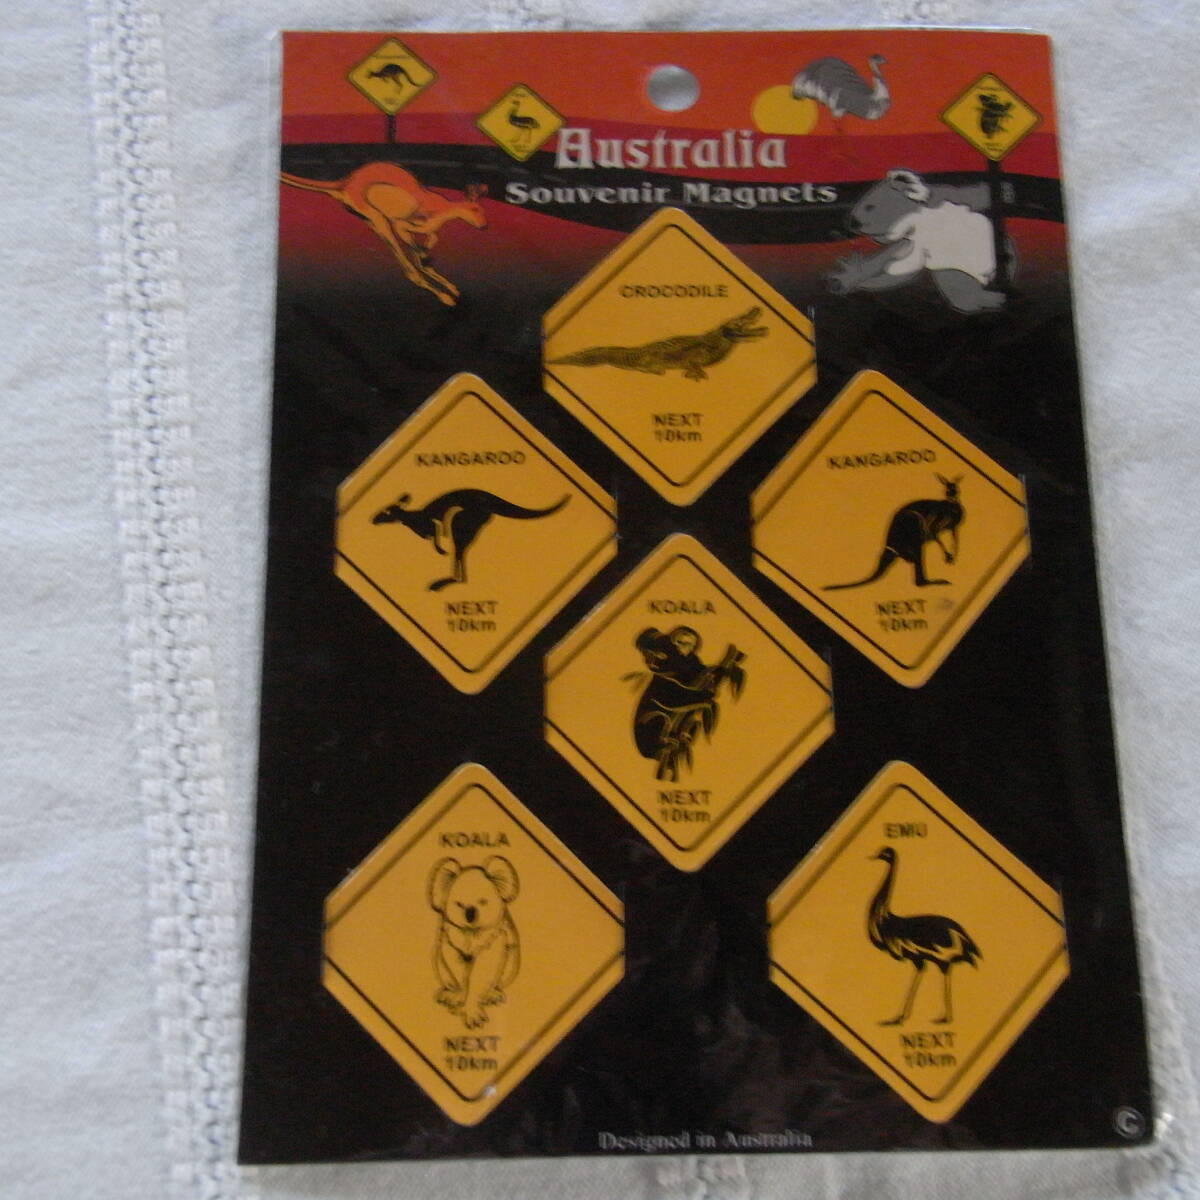 Australia
Souvenir Magnets
CROCODILE
NEXT
10km
KANGAROO
NEXT
10km
KANGAROO
NEXT
10km
KOALA
NEXT
10km
KOALA
NEXT
10km
EMU
NEXT
10km
Designed in Australia